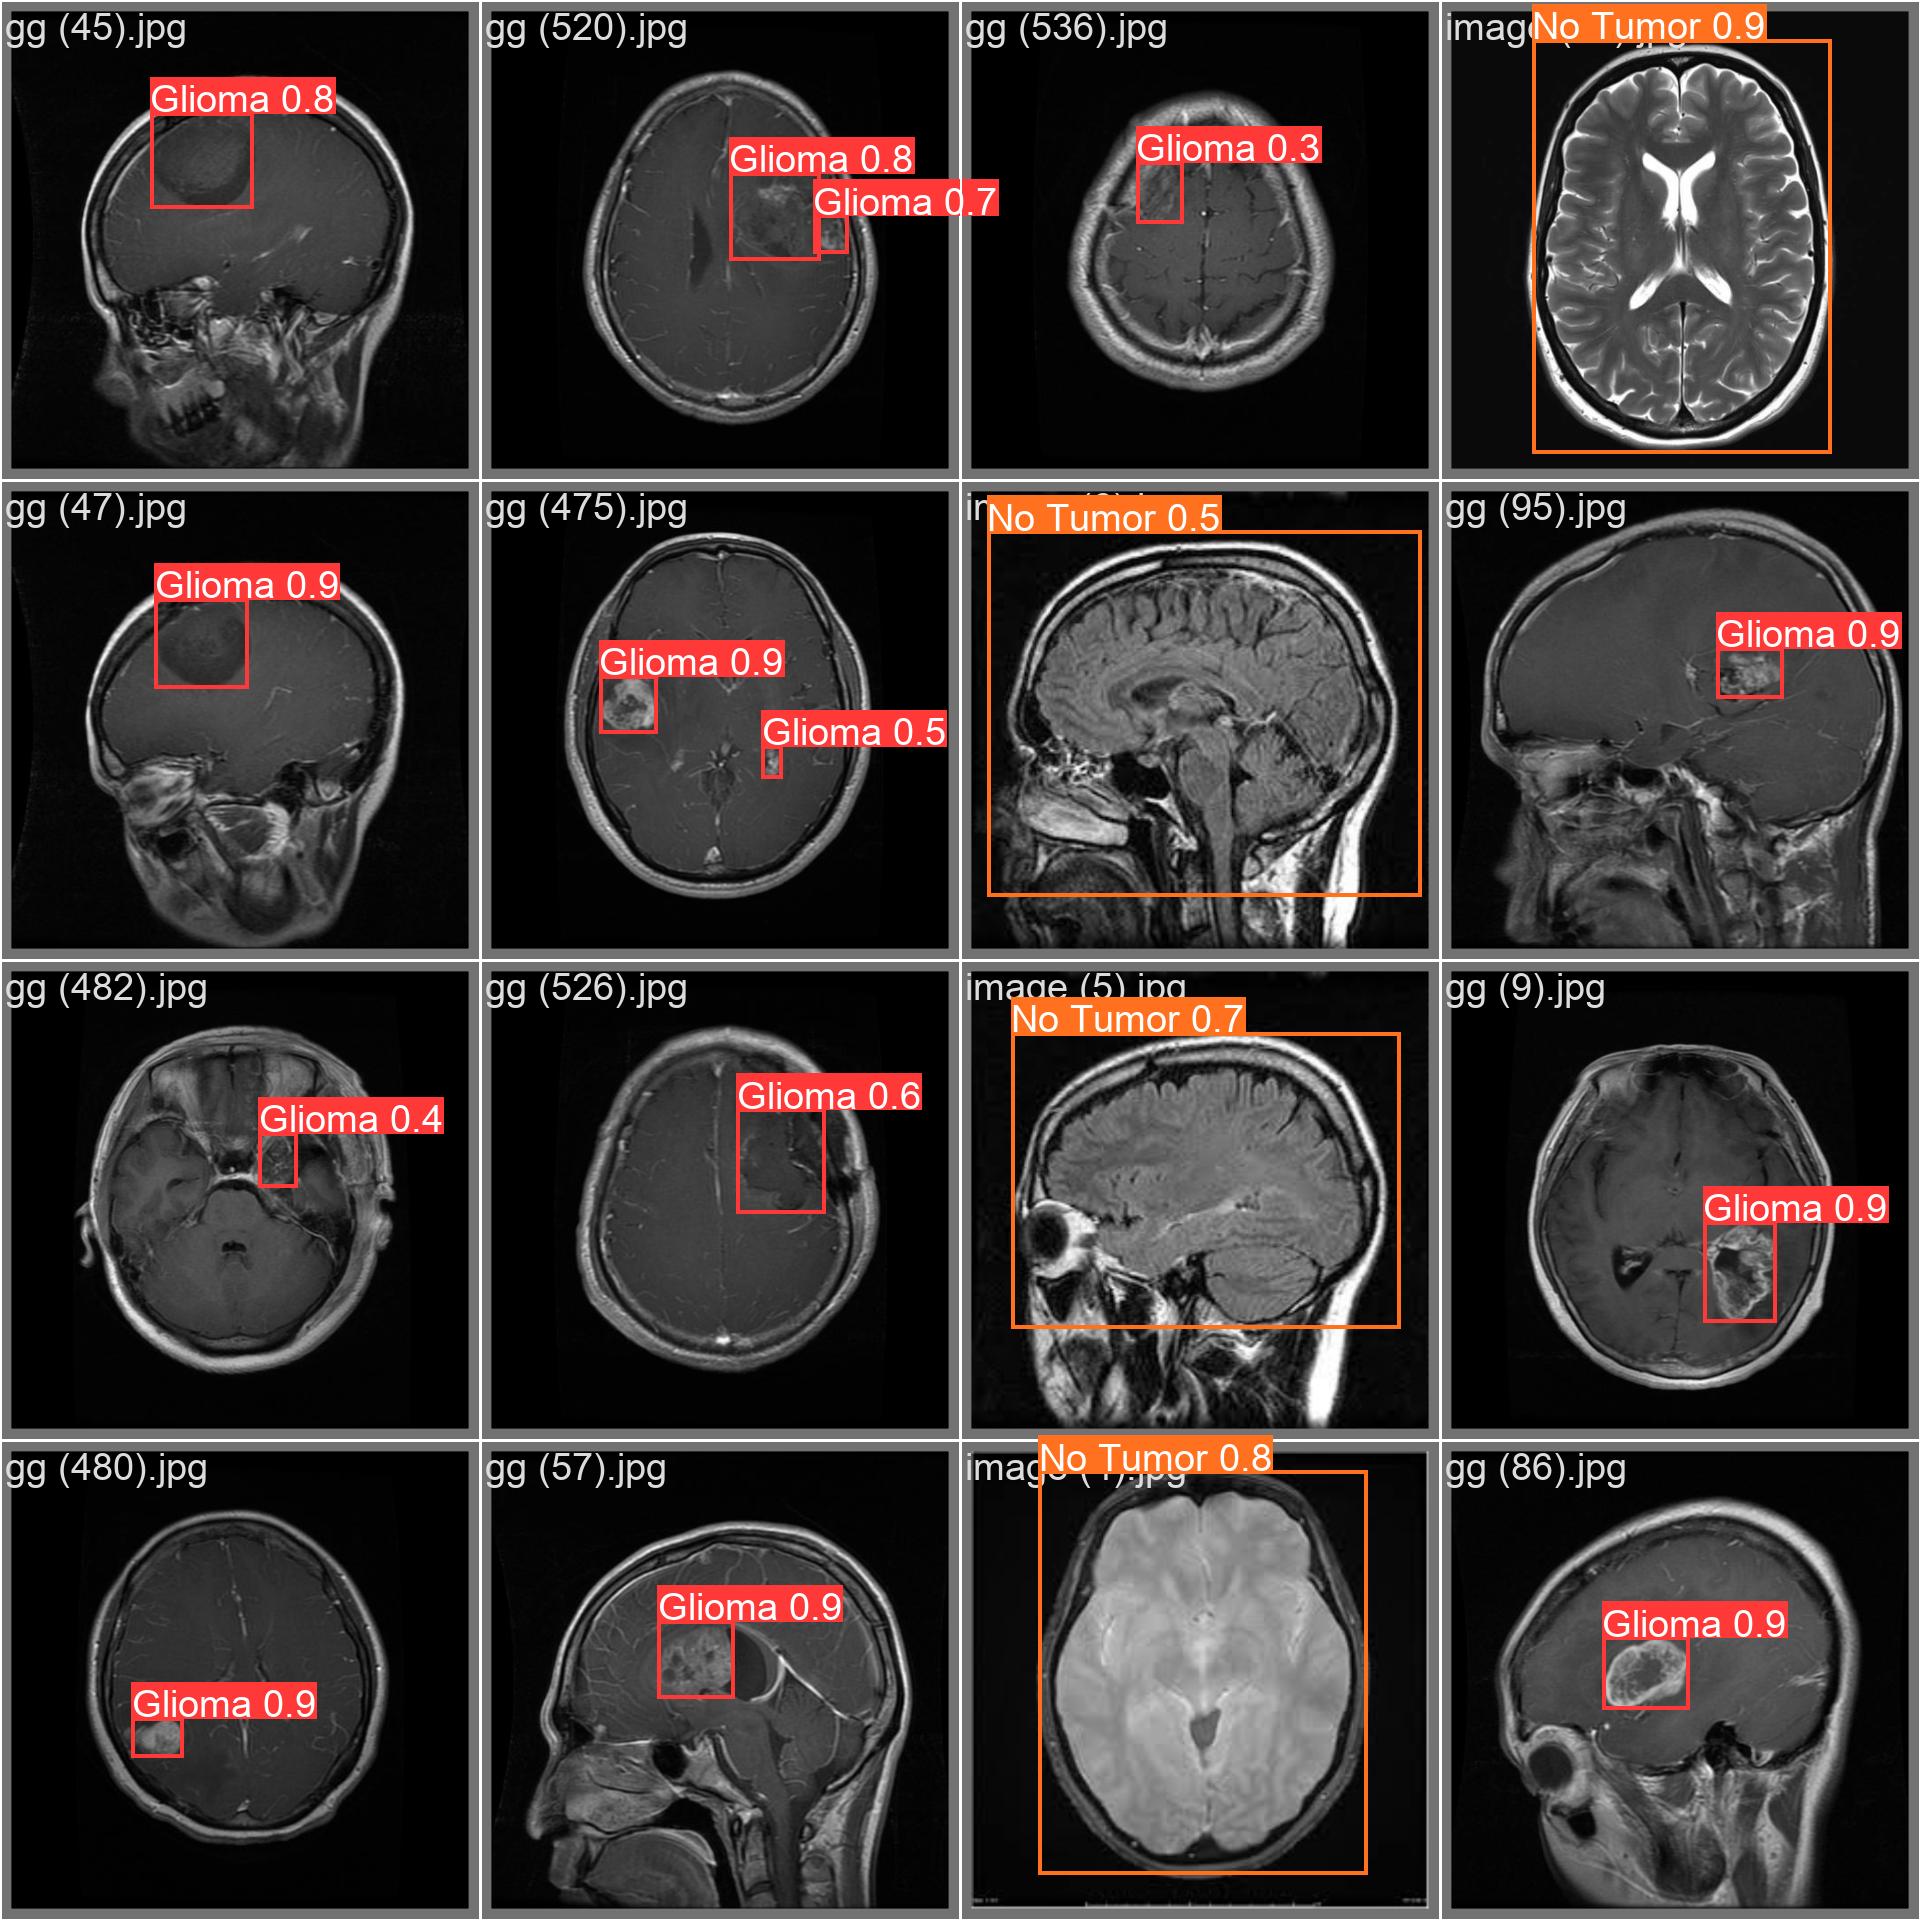 gg (45).jpg
Glioma 0.8
gg (520).jpg
Glioma 0.8
Glioma 0.7
gg (536).jpg
Glioma 0.3
No Tumor 0.9
gg (47).jpg
Glioma 0.9
gg (475).jpg
Glioma 0.9
Glioma 0.5
No Tumor 0.5
gg (95).jpg
Glioma 0.9
gg (482).jpg
Glioma 0.4
gg (526).jpg
Glioma 0.6
image (5).jpg
No Tumor 0.7
gg (9).jpg
Glioma 0.9
gg (480).jpg
Glioma 0.9
gg (57).jpg
Glioma 0.9
No Tumor 0.8
gg (86).jpg
Glioma 0.9